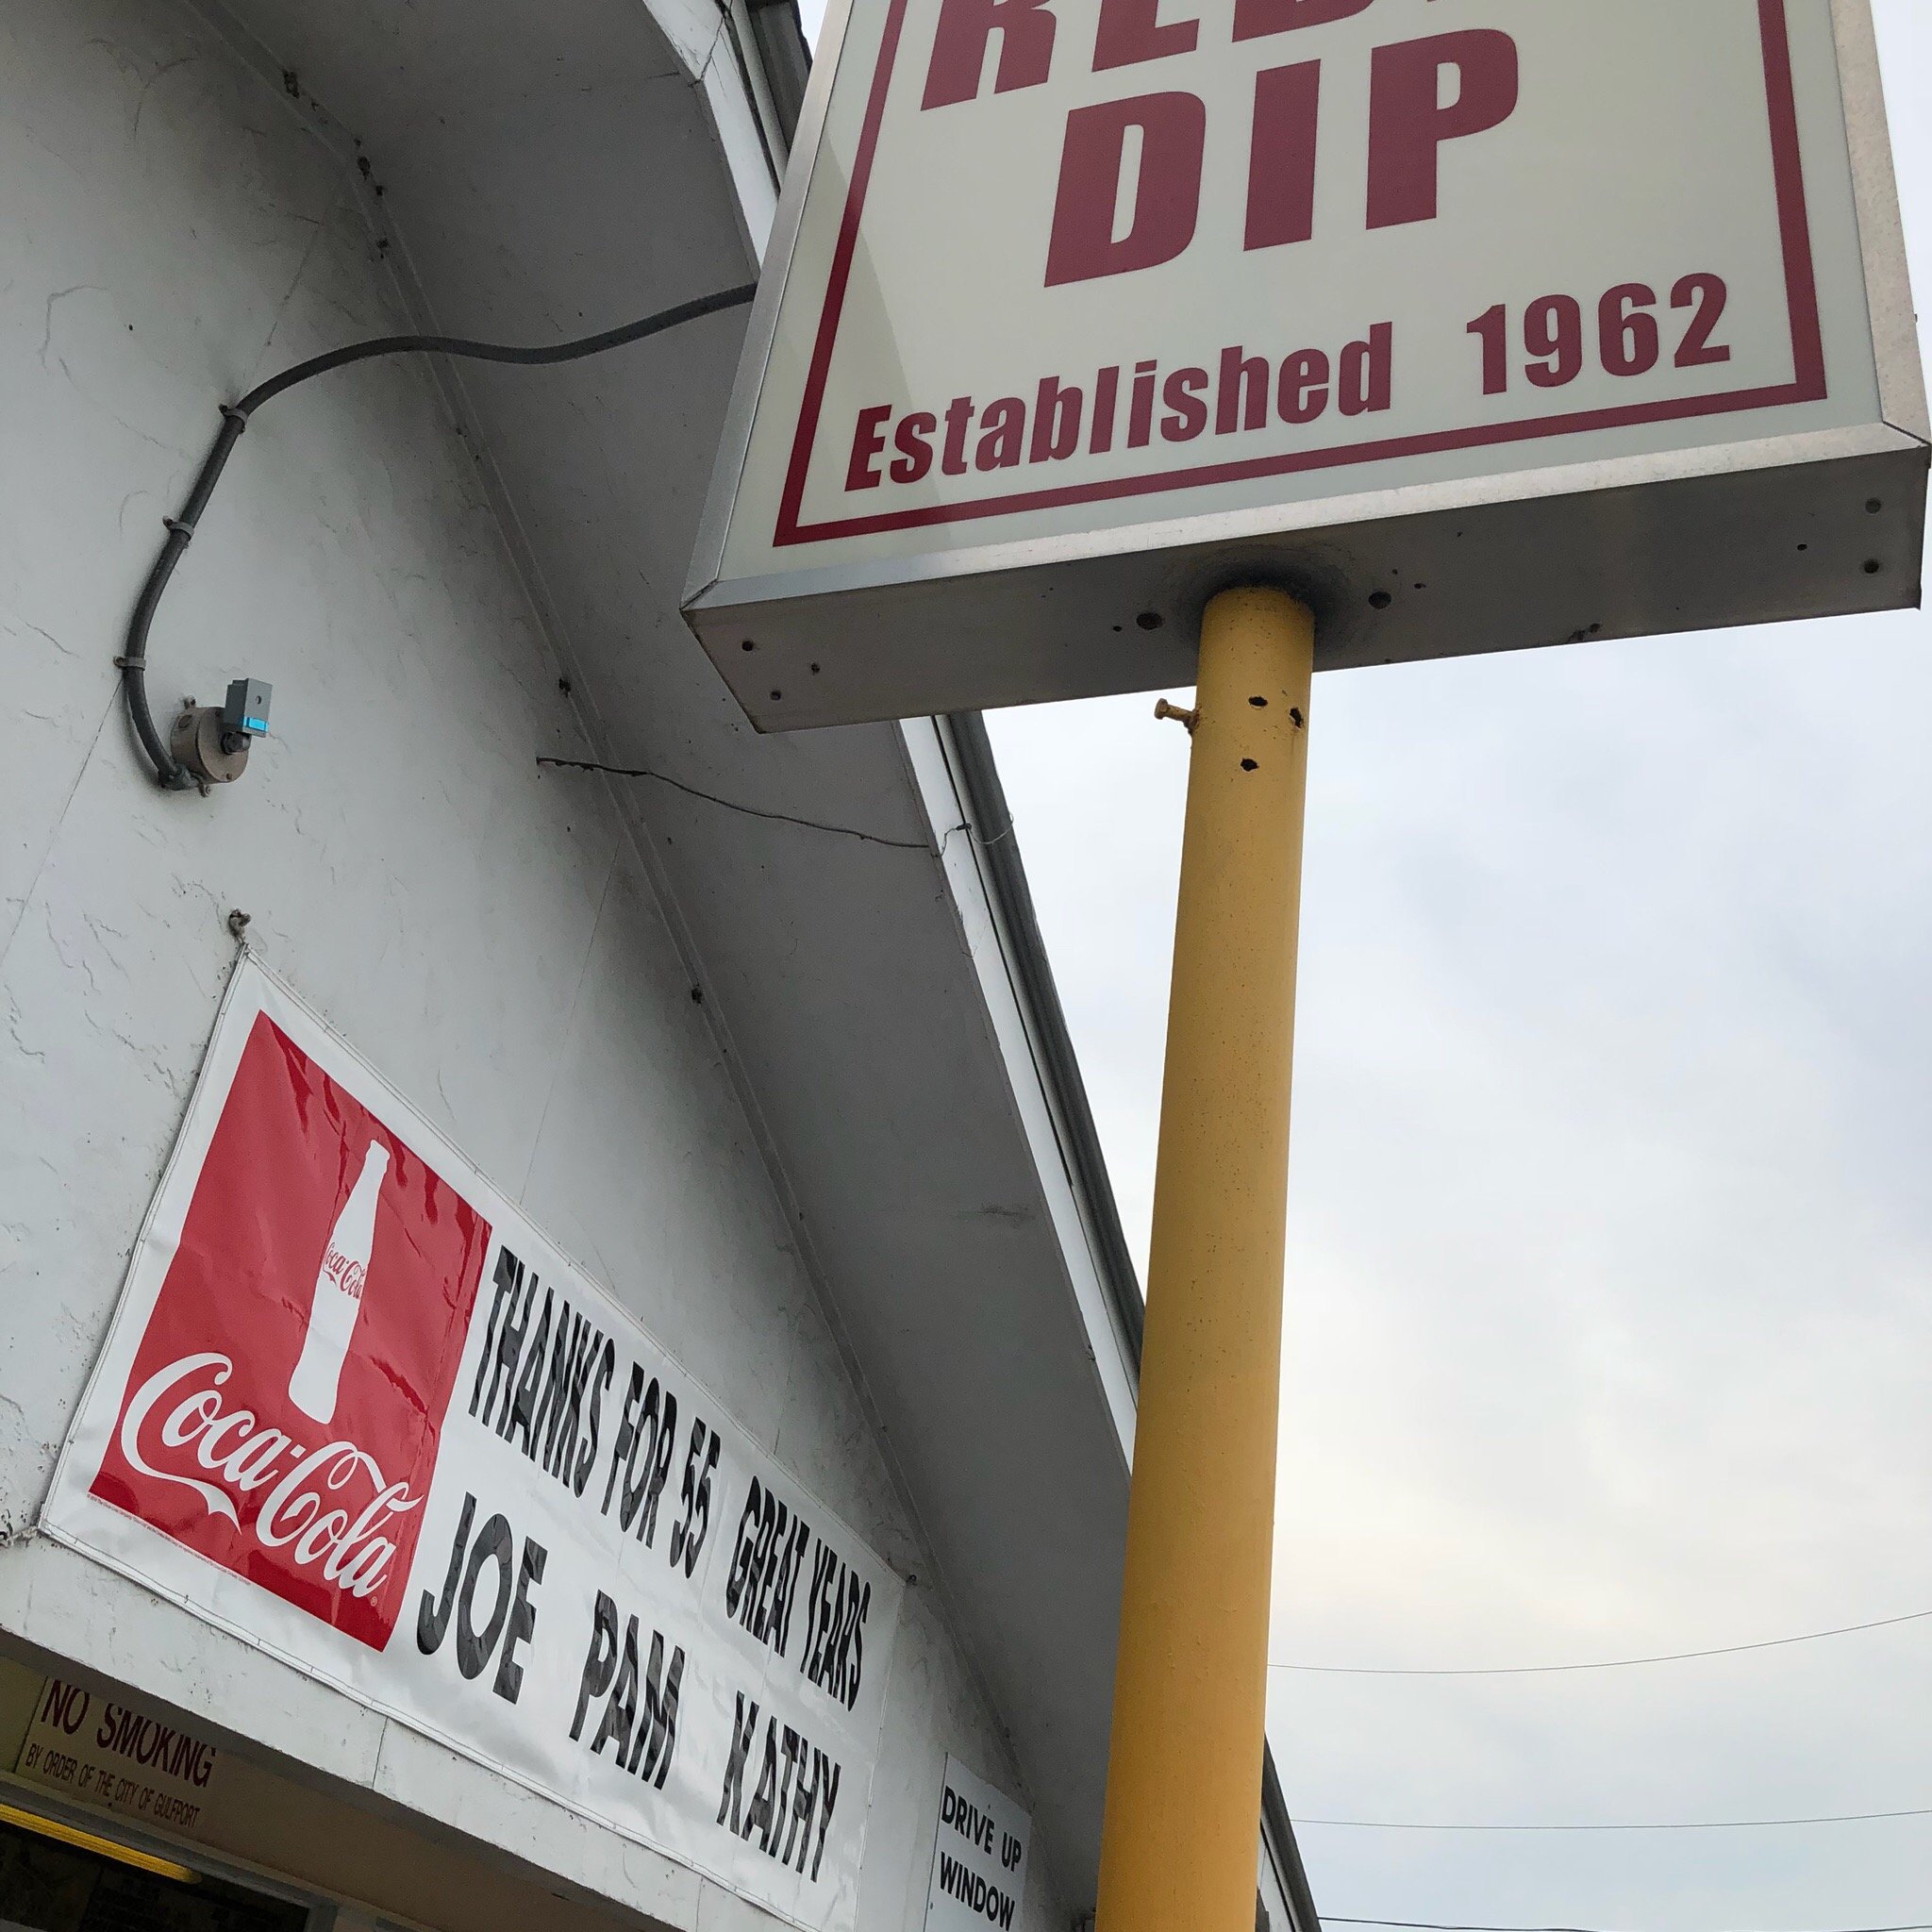 DIP
Established 1962
Coca-Cola
Coca-Cola
THANKS FOR 55 GREAT YEARS
JOE PAM KATHY
NO SMOKING
BY ORDER OF THE CITY OF GULFPORT
DRIVE UP
WINDOW